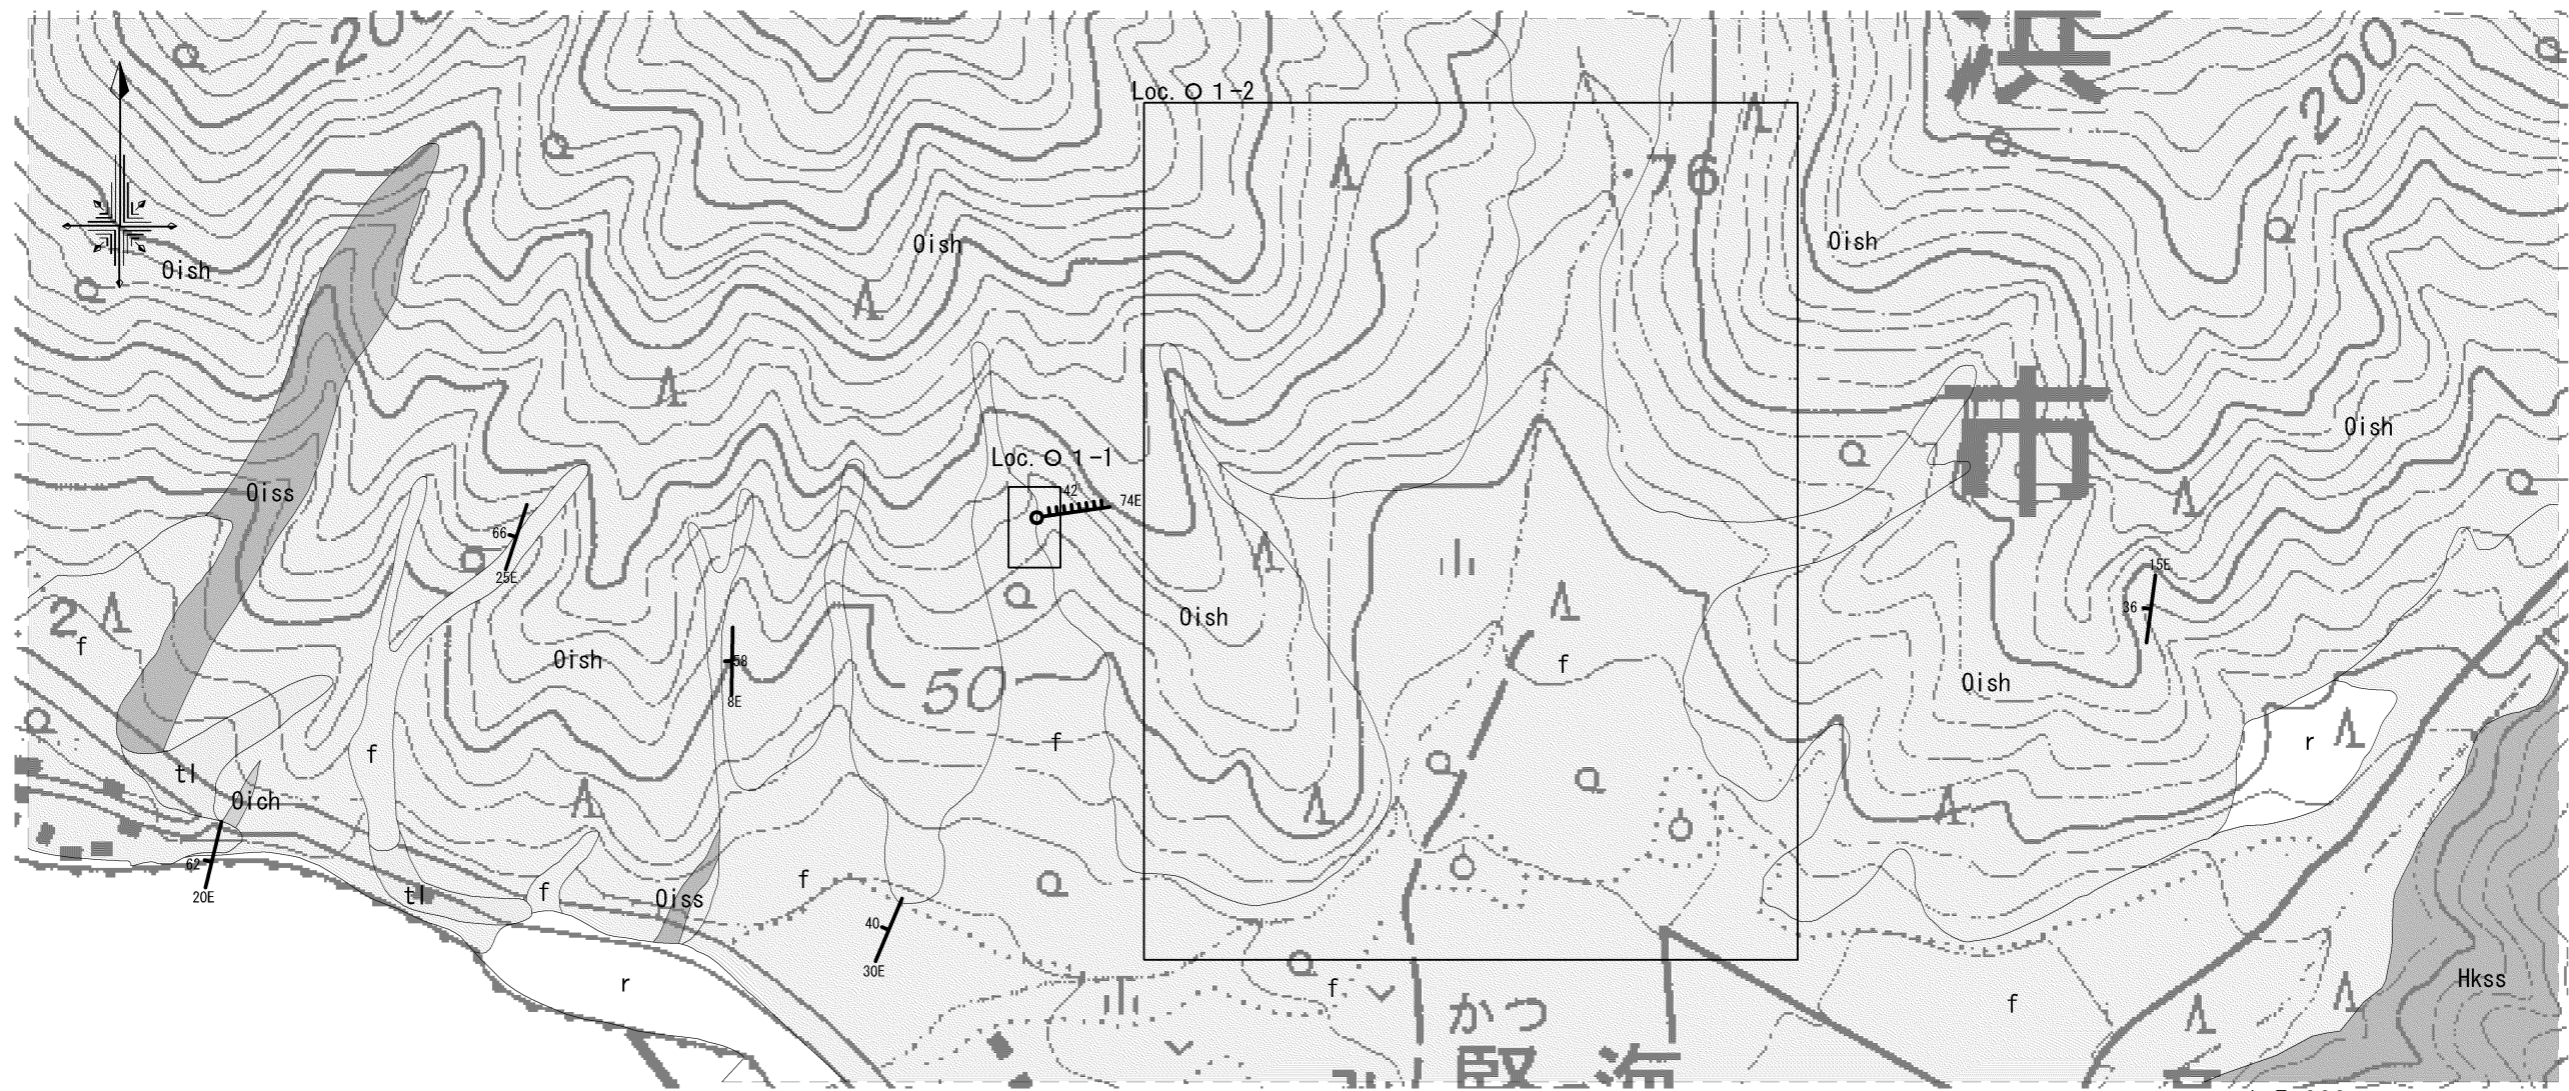 200
Loc. O 1-2
76
Oish
Oish
Oish
Oish
Loc. O 1-1
42
74E
Oiss
66
25E
15E
36
2
f
Oish
Oish
58
8E
50
f
f
Oish
r
f
f
tl
Oich
62
20E
tl
f
Oiss
f
40
30E
r
f
f
Hkss
市
かつ
堅 海